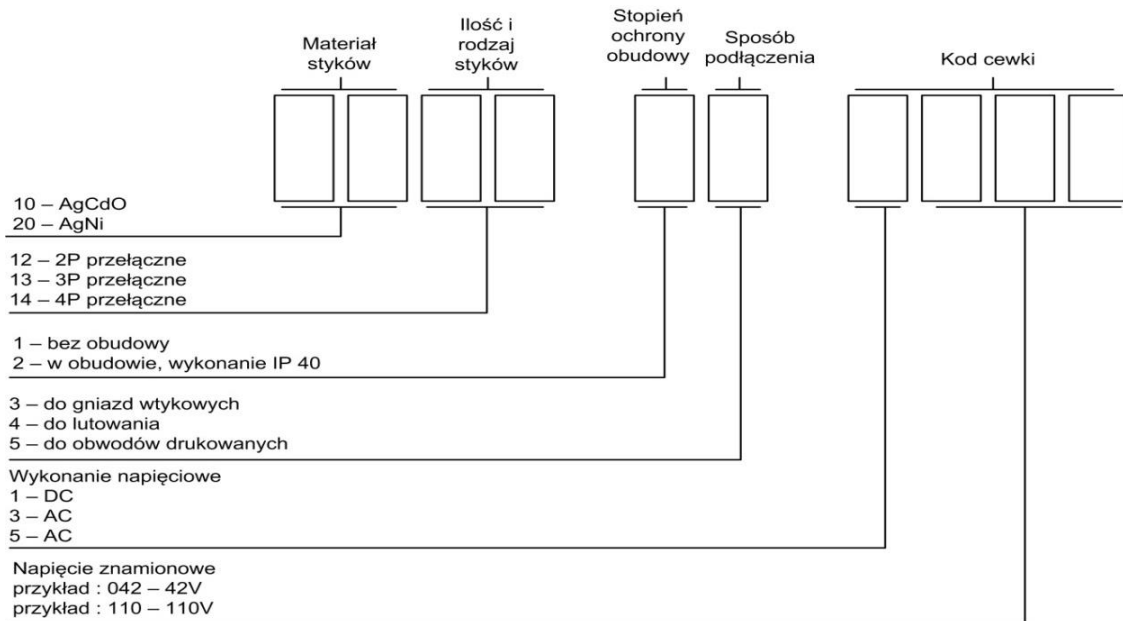 Materiał
styków
Ilość i
rodzaj
styków
Stopień
ochrony
obudowy
Sposób
podłączenia
Kod cewki
10 – AgCdO
20 – AgNi
12 – 2P przełączne
13 – 3P przełączne
14 – 4P przełączne
1 – bez obudowy
2 – w obudowie, wykonanie IP 40
3 – do gniazd wtykowych
4 – do lutowania
5 – do obwodów drukowanych
Wykonanie napięciowe
1 – DC
3 – AC
5 – AC
Napięcie znamionowe
przykład : 042 – 42V
przykład : 110 – 110V